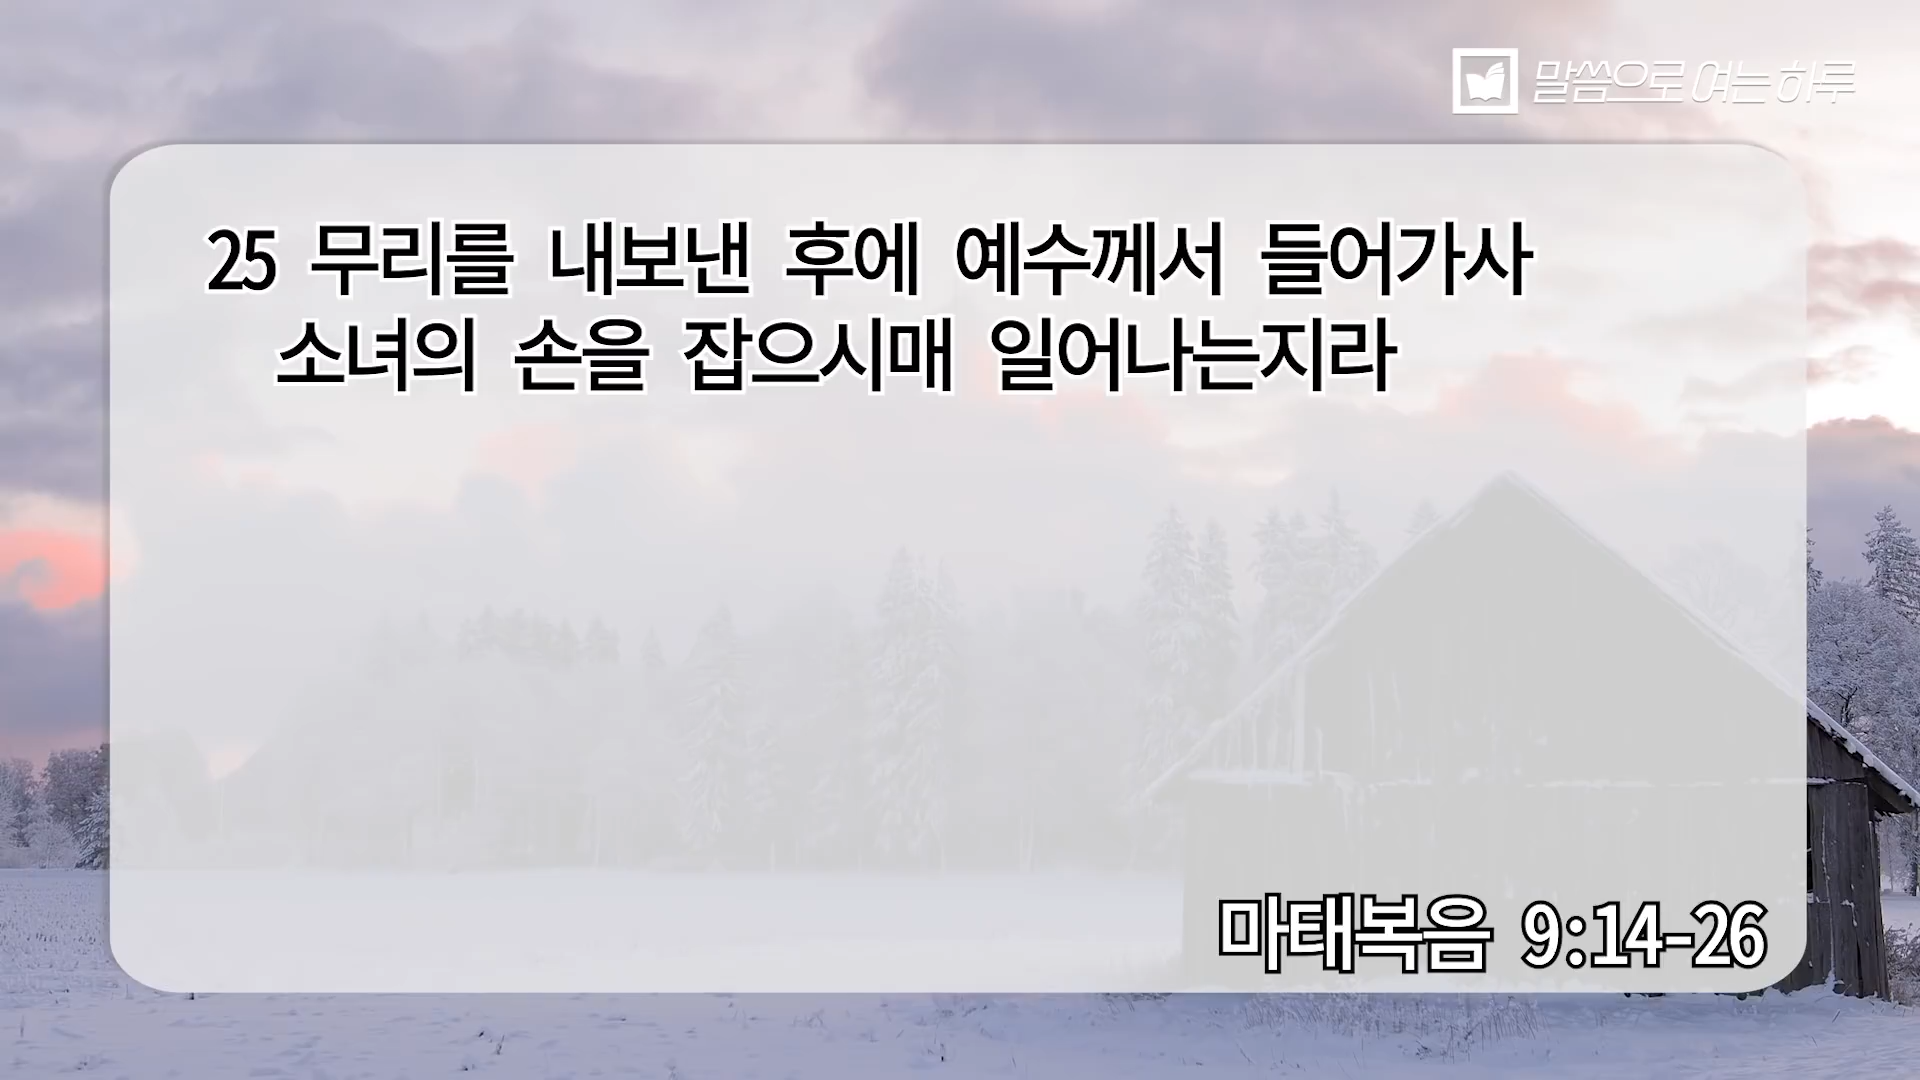 말씀으로 여는 하루
25 무리를 내보낸 후에 예수께서 들어가사
소녀의 손을 잡으시매 일어나는지라
마태복음 9:14-26